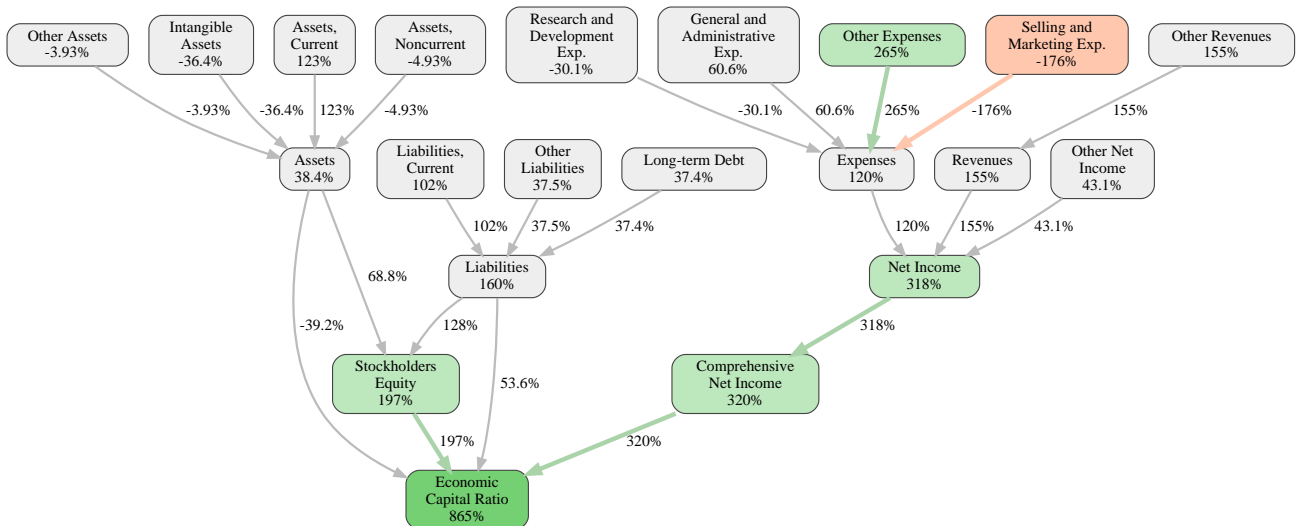 Other Assets
-3.93%
Intangible
Assets
-36.4%
Assets,
Current
123%
Assets,
Noncurrent
-4.93%
Research and
Development
Exp.
-30.1%
General and
Administrative
Exp.
60.6%
Other Expenses
265%
Selling and
Marketing Exp.
-176%
Other Revenues
155%
-3.93%
-36.4%
123%
-4.93%
-30.1%
60.6%
265%
-176%
155%
Assets
38.4%
Liabilities,
Current
102%
Other
Liabilities
37.5%
Long-term Debt
37.4%
Expenses
120%
Revenues
155%
Other Net
Income
43.1%
102%
37.5%
37.4%
120%
155%
43.1%
68.8%
Liabilities
160%
Net Income
318%
-39.2%
128%
318%
Stockholders
Equity
197%
53.6%
Comprehensive
Net Income
320%
197%
320%
Economic
Capital Ratio
865%